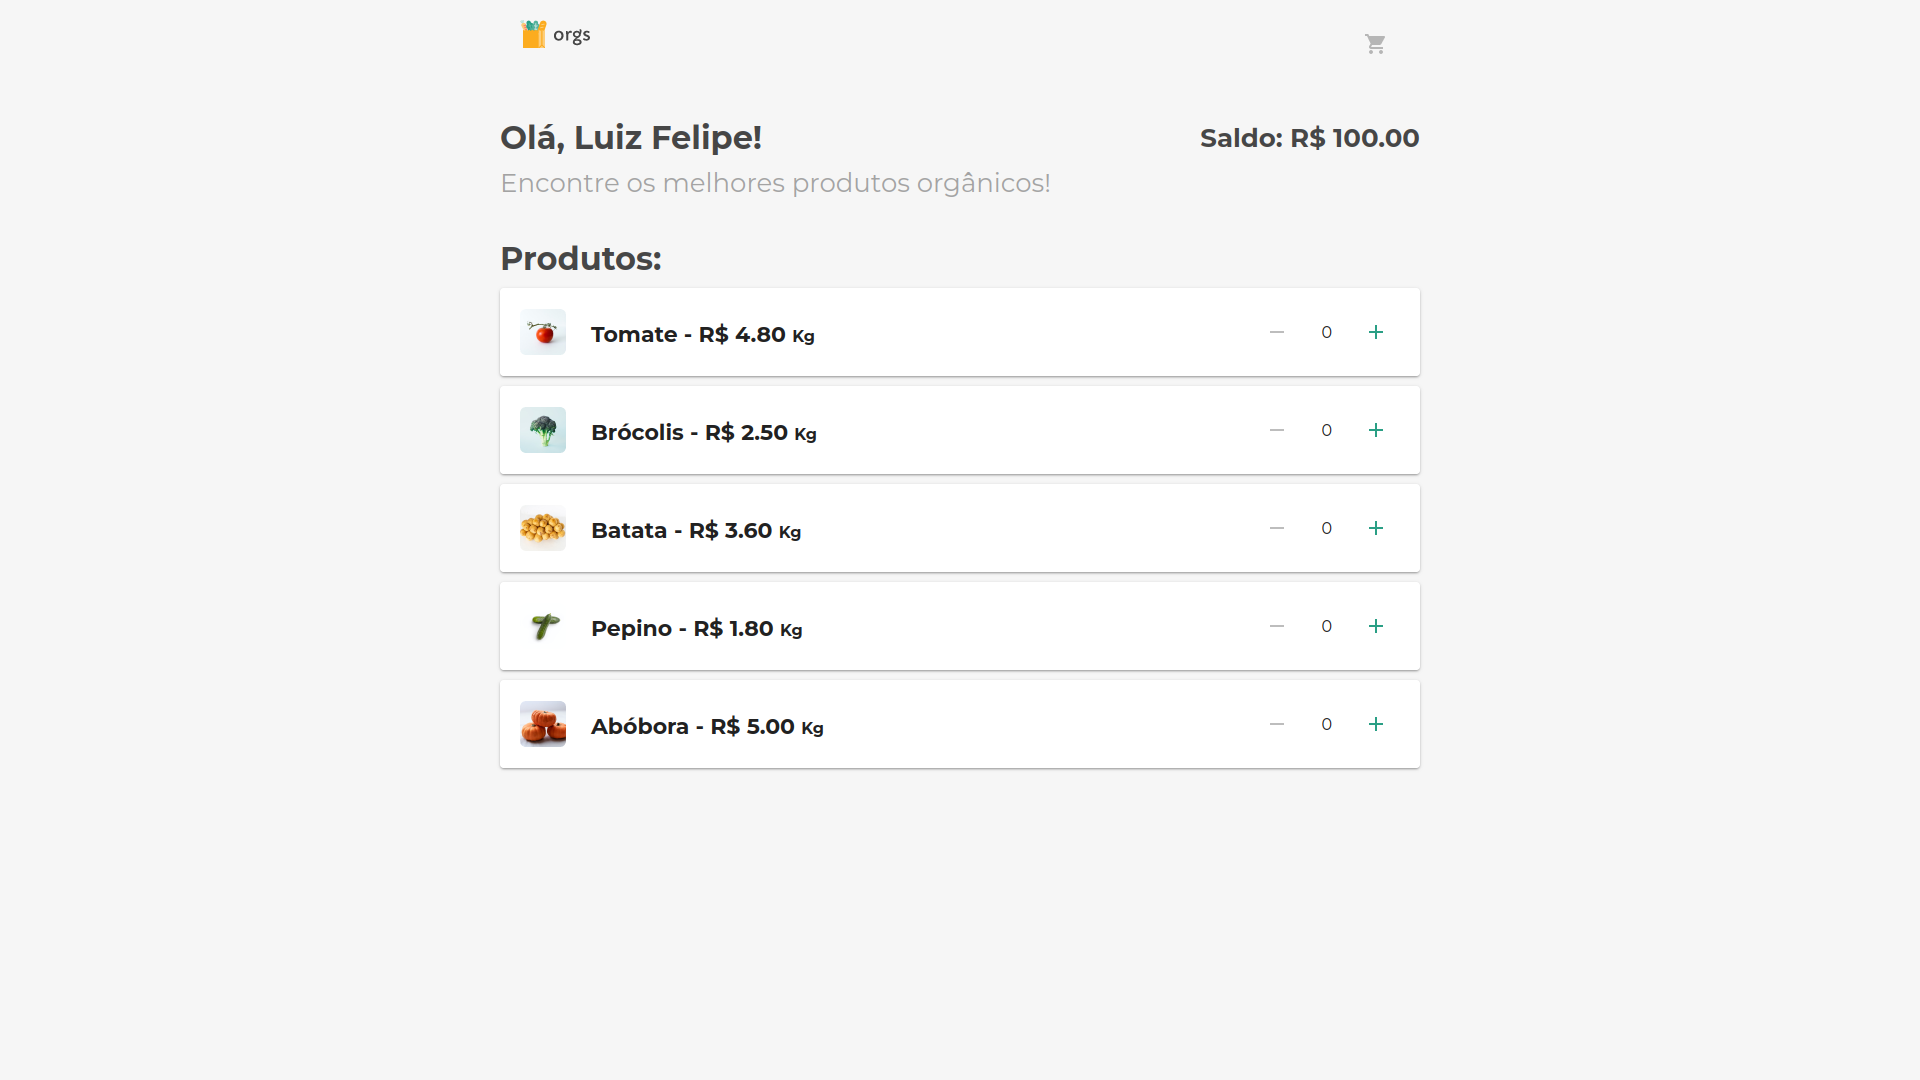 orgs
Olá, Luiz Felipe!
Saldo: R$ 100.00
Encontre os melhores produtos orgânicos!
Produtos:
Tomate - R$ 4.80 Kg
0
Brócolis - R$ 2.50 Kg
0
Batata - R$ 3.60 Kg
0
Pepino - R$ 1.80 Kg
0
Abóbora - R$ 5.00 Kg
0